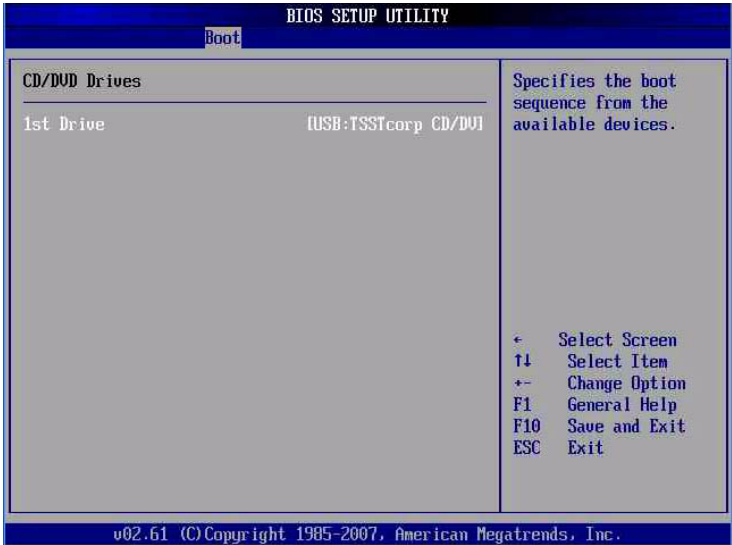 BIOS SETUP UTILITY
Boot
CD/DVD Drives
1st Drive [USB:TSSTcorp CD/DV]
Specifies the boot
sequence from the
available devices.
← Select Screen
↑↓ Select Item
+- Change Option
F1 General Help
F10 Save and Exit
ESC Exit
v02.61 (C)Copyright 1985-2007, American Megatrends, Inc.